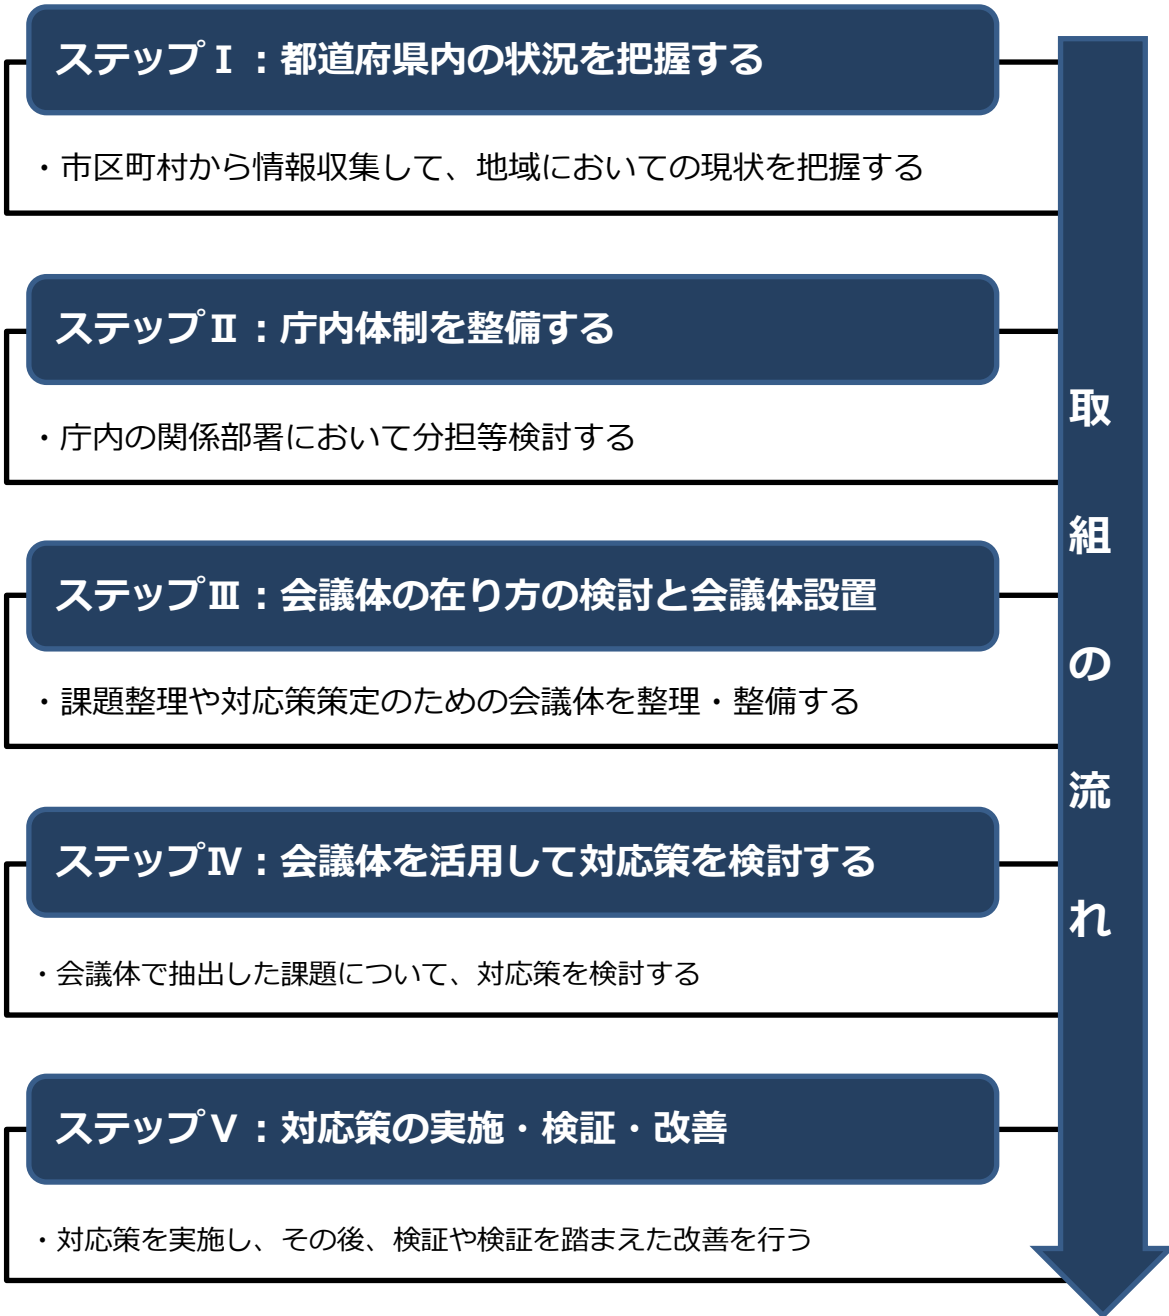 ステップⅠ：都道府県内の状況を把握する
・市区町村から情報収集して、地域においての現状を把握する
ステップⅡ：庁内体制を整備する
・庁内の関係部署において分担等検討する
ステップⅢ：会議体の在り方の検討と会議体設置
・課題整理や対応策策定のための会議体を整理・整備する
ステップⅣ：会議体を活用して対応策を検討する
・会議体で抽出した課題について、対応策を検討する
ステップⅤ：対応策の実施・検証・改善
・対応策を実施し、その後、検証や検証を踏まえた改善を行う
取組の流れ